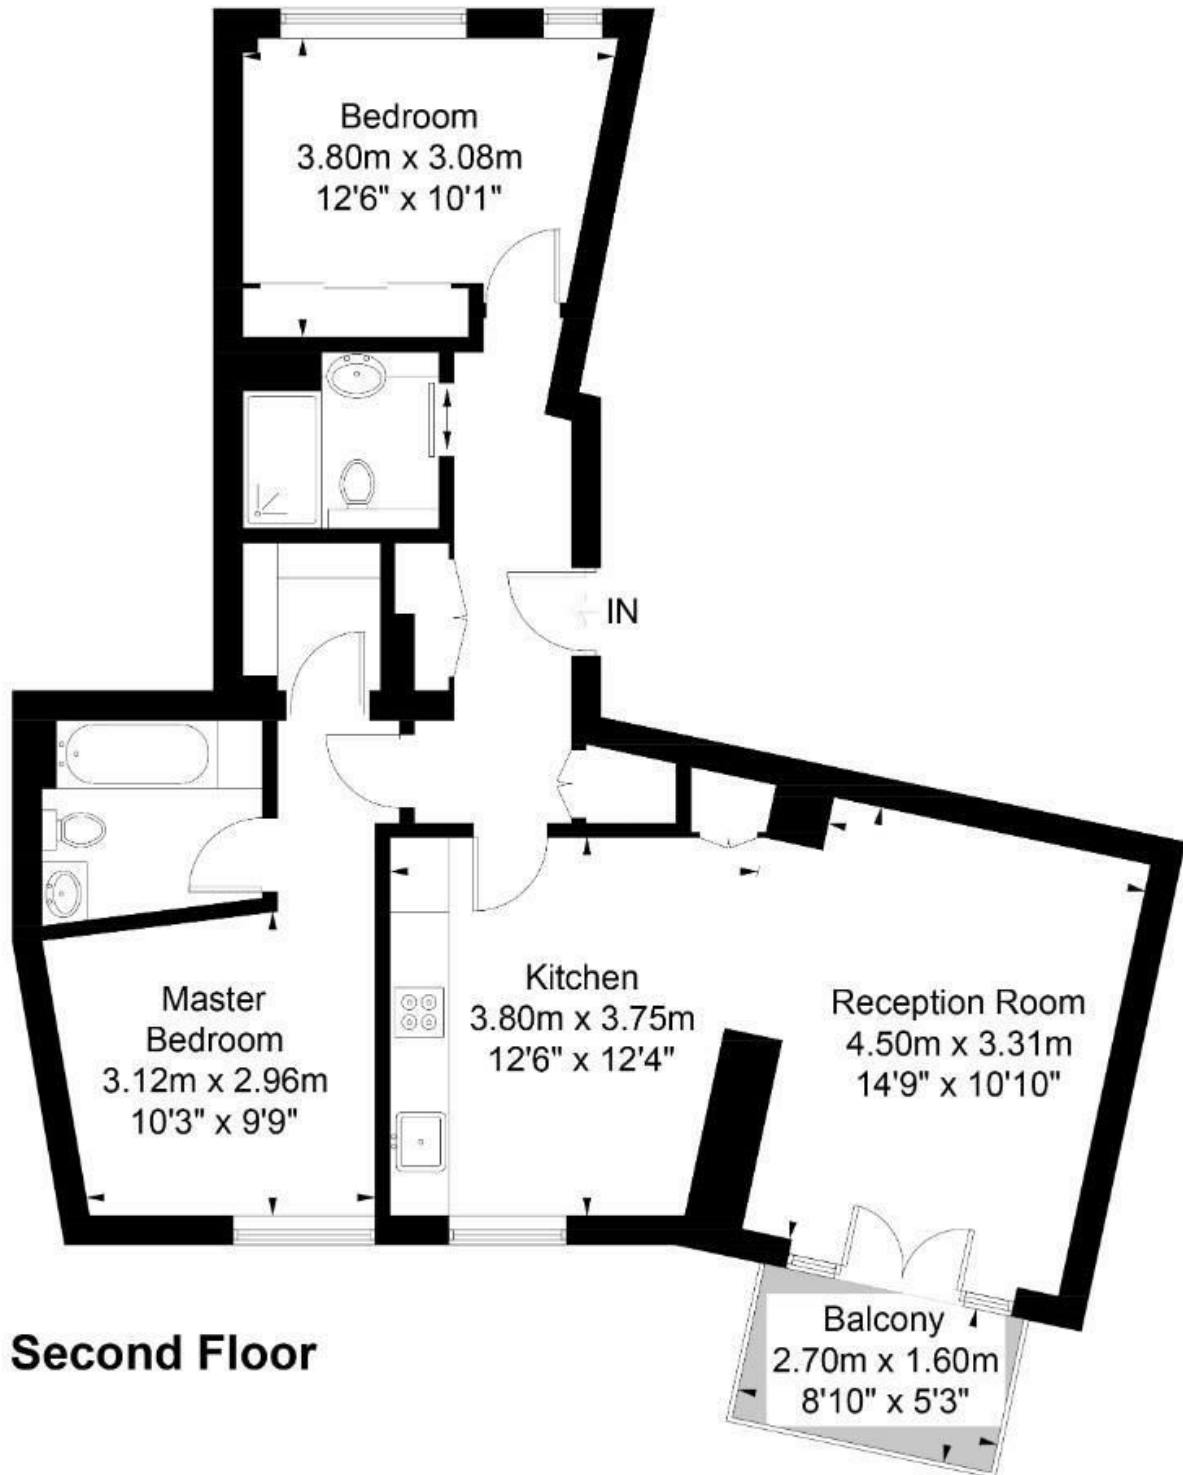 Bedroom
3.80m x 3.08m
12'6" x 10'1"
IN
Master
Bedroom
3.12m x 2.96m
10'3" x 9'9"
Kitchen
3.80m x 3.75m
12'6" x 12'4"
Reception Room
4.50m x 3.31m
14'9" x 10'10"
Balcony
2.70m x 1.60m
8'10" x 5'3"
Second Floor